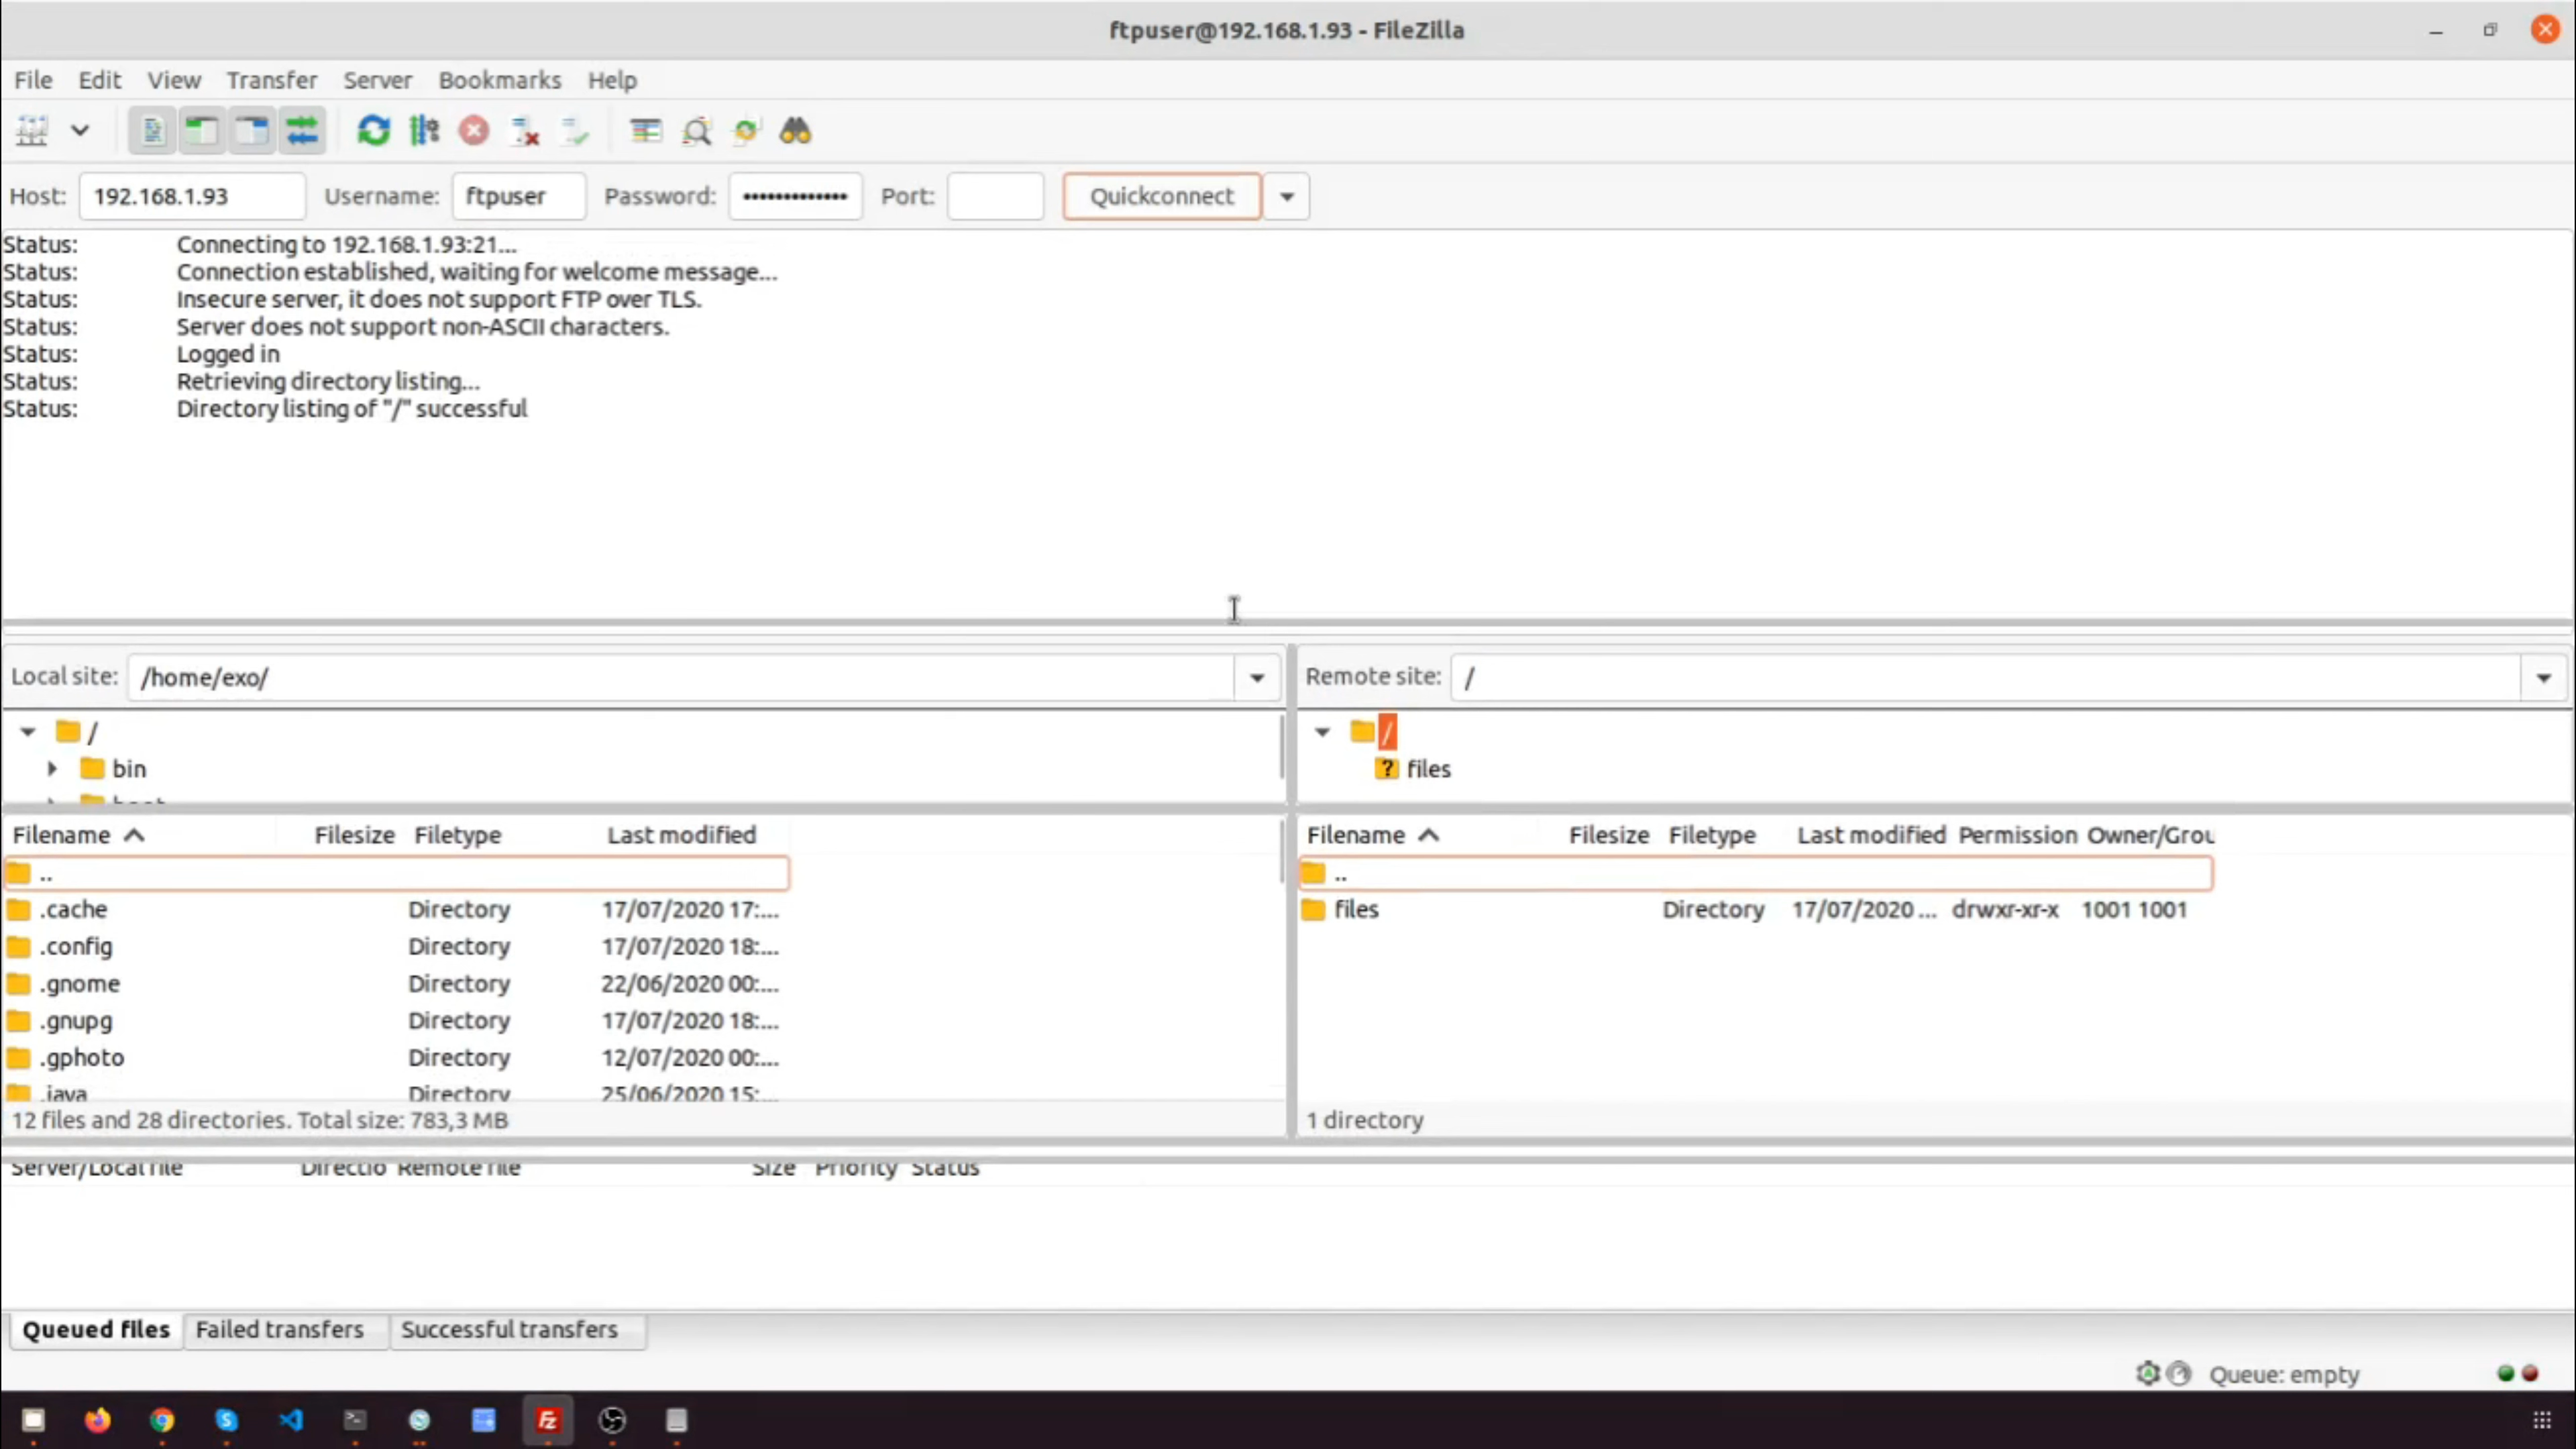 ftpuser@192.168.1.93 - FileZilla
File Edit View Transfer Server Bookmarks Help
Host: 192.168.1.93 Username: ftpuser Password: ••••••••••••• Port: Quickconnect
Status: Connecting to 192.168.1.93:21...
Status: Connection established, waiting for welcome message...
Status: Insecure server, it does not support FTP over TLS.
Status: Server does not support non-ASCII characters.
Status: Logged in
Status: Retrieving directory listing...
Status: Directory listing of "/" successful
Local site: /home/exo/
/
bin
boot
Filename Filesize Filetype Last modified
..
.cache Directory 17/07/2020 17:...
.config Directory 17/07/2020 18:...
.gnome Directory 22/06/2020 00:...
.gnupg Directory 17/07/2020 18:...
.gphoto Directory 12/07/2020 00:...
.java Directory 25/06/2020 15:...
12 files and 28 directories. Total size: 783,3 MB
Remote site: /
/
? files
Filename Filesize Filetype Last modified Permission Owner/Grou
..
files Directory 17/07/2020 ... drwxr-xr-x 1001 1001
1 directory
Server/Local file Directio Remote file Size Priority Status
Queued files Failed transfers Successful transfers
Queue: empty